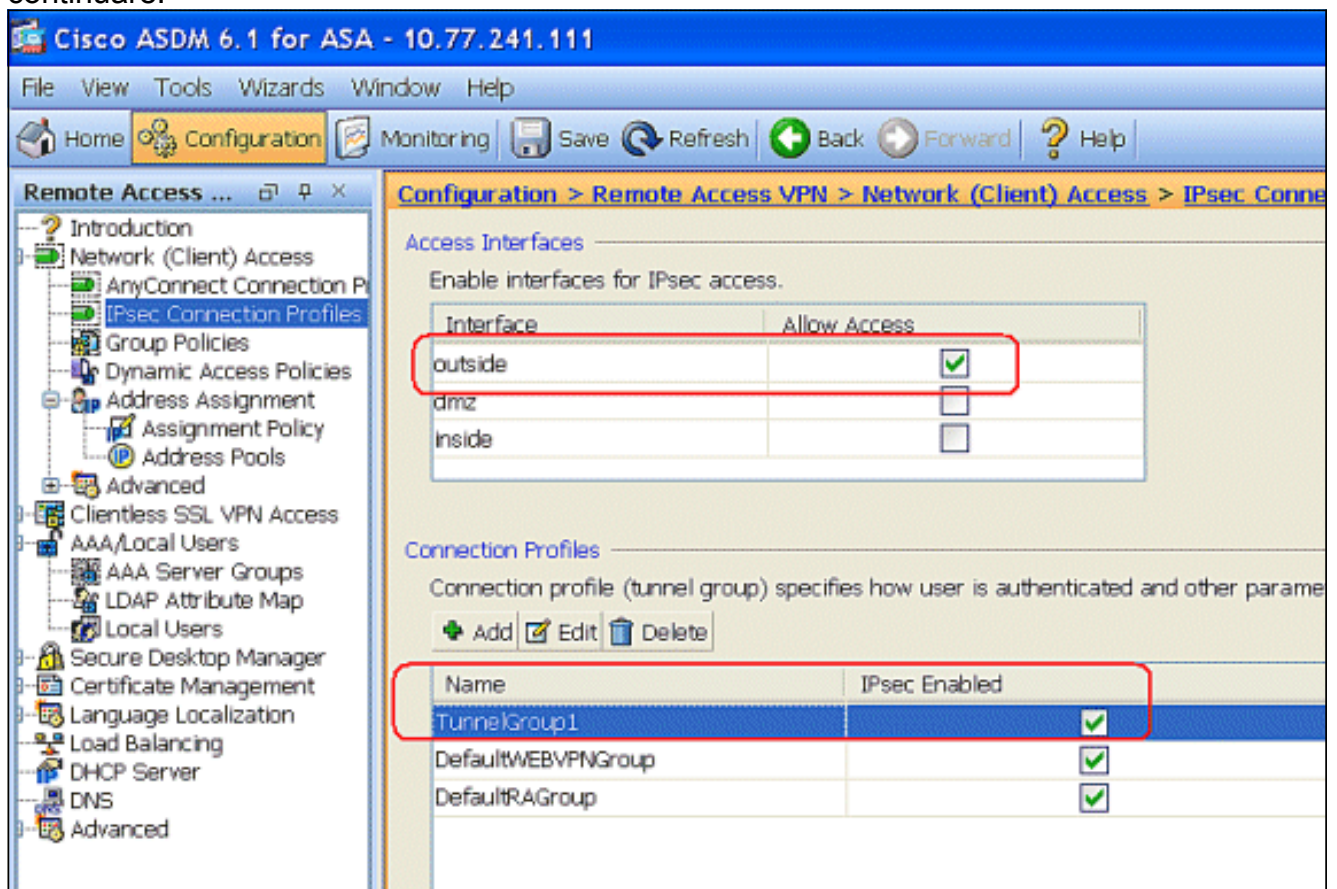 continuare.
Cisco ASDM 6.1 for ASA - 10.77.241.111
File View Tools Wizards Window Help
Home Configuration Monitoring Save Refresh Back Forward Help
Remote Access ...
Introduction
Network (Client) Access
AnyConnect Connection P
IPsec Connection Profiles
Group Policies
Dynamic Access Policies
Address Assignment
Assignment Policy
Address Pools
Advanced
Clientless SSL VPN Access
AAA/Local Users
AAA Server Groups
LDAP Attribute Map
Local Users
Secure Desktop Manager
Certificate Management
Language Localization
Load Balancing
DHCP Server
DNS
Advanced
Configuration > Remote Access VPN > Network (Client) Access > IPsec Conne
Access Interfaces
Enable interfaces for IPsec access.
Interface Allow Access
outside
dmz
inside
Connection Profiles
Connection profile (tunnel group) specifies how user is authenticated and other parame
Add Edit Delete
Name IPsec Enabled
TunnelGroup1
DefaultWEBVPNGroup
DefaultRAGroup